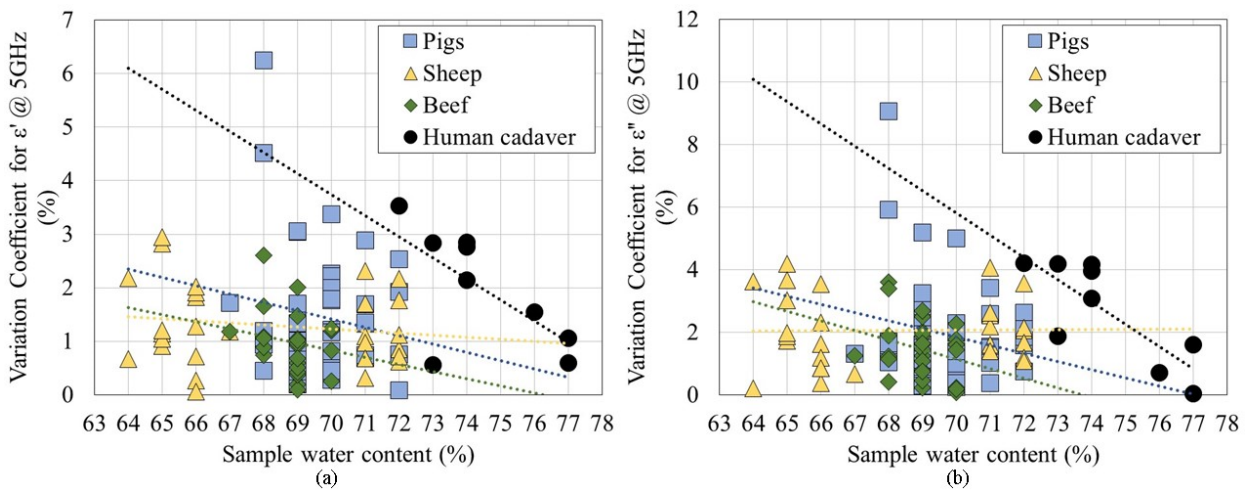 Variation Coefficient for ε' @ 5GHz
(%)
7
6
5
4
3
2
1
0
Pigs
Sheep
Beef
Human cadaver
63 64 65 66 67 68 69 70 71 72 73 74 75 76 77 78
Sample water content (%)
(a)
Variation Coefficient for ε" @ 5GHz
(%)
12
10
8
6
4
2
0
Pigs
Sheep
Beef
Human cadaver
63 64 65 66 67 68 69 70 71 72 73 74 75 76 77 78
Sample water content (%)
(b)